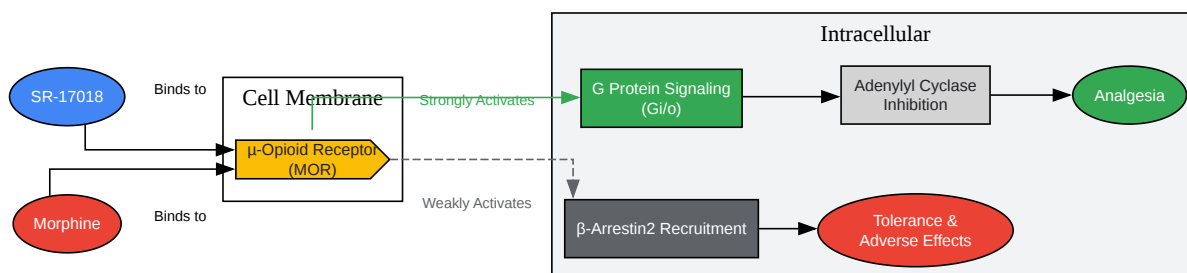 Intracellular
SR-17018
Binds to
Cell Membrane
Strongly Activates
G Protein Signaling
(Gi/o)
Adenylyl Cyclase
Inhibition
Analgesia
µ-Opioid Receptor
(MOR)
Morphine
Binds to
Weakly Activates
β-Arrestin2 Recruitment
Tolerance &
Adverse Effects